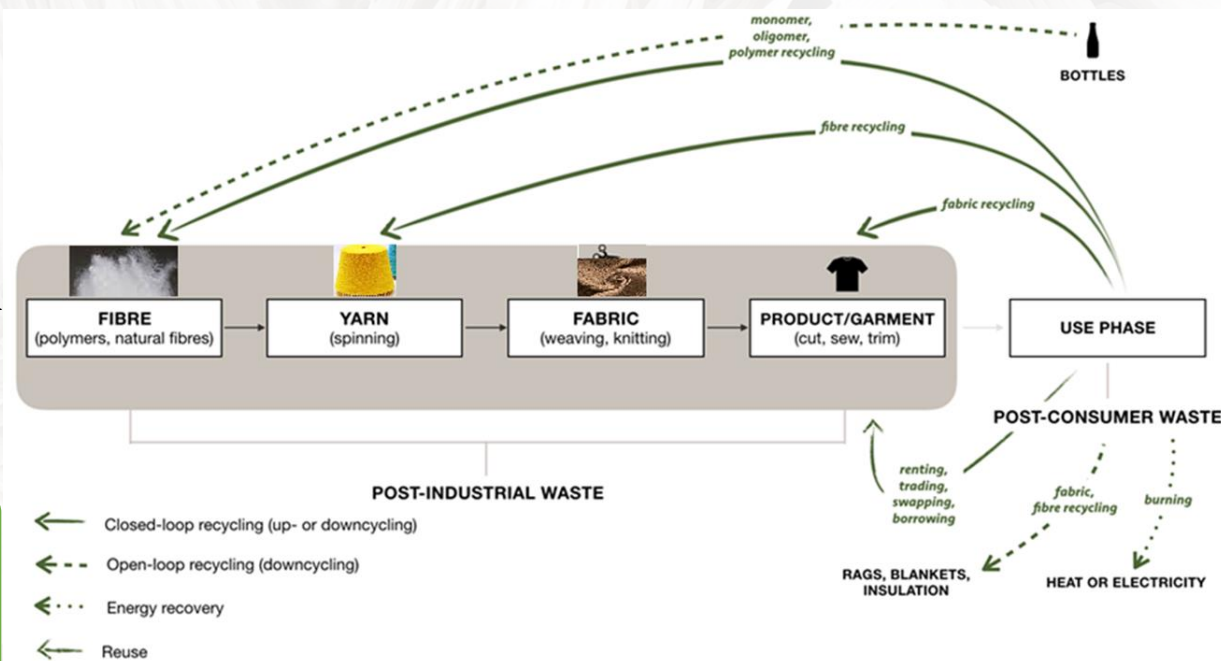 monomer,
oligomer,
polymer recycling
BOTTLES
fibre recycling
fabric recycling
FIBRE
(polymers, natural fibres)
YARN
(spinning)
FABRIC
(weaving, knitting)
PRODUCT/GARMENT
(cut, sew, trim)
USE PHASE
POST-CONSUMER WASTE
renting,
trading,
swapping,
borrowing
fabric,
fibre recycling
burning
POST-INDUSTRIAL WASTE
RAGS, BLANKETS,
INSULATION
HEAT OR ELECTRICITY
Closed-loop recycling (up- or downcycling)
Open-loop recycling (downcycling)
Energy recovery
Reuse